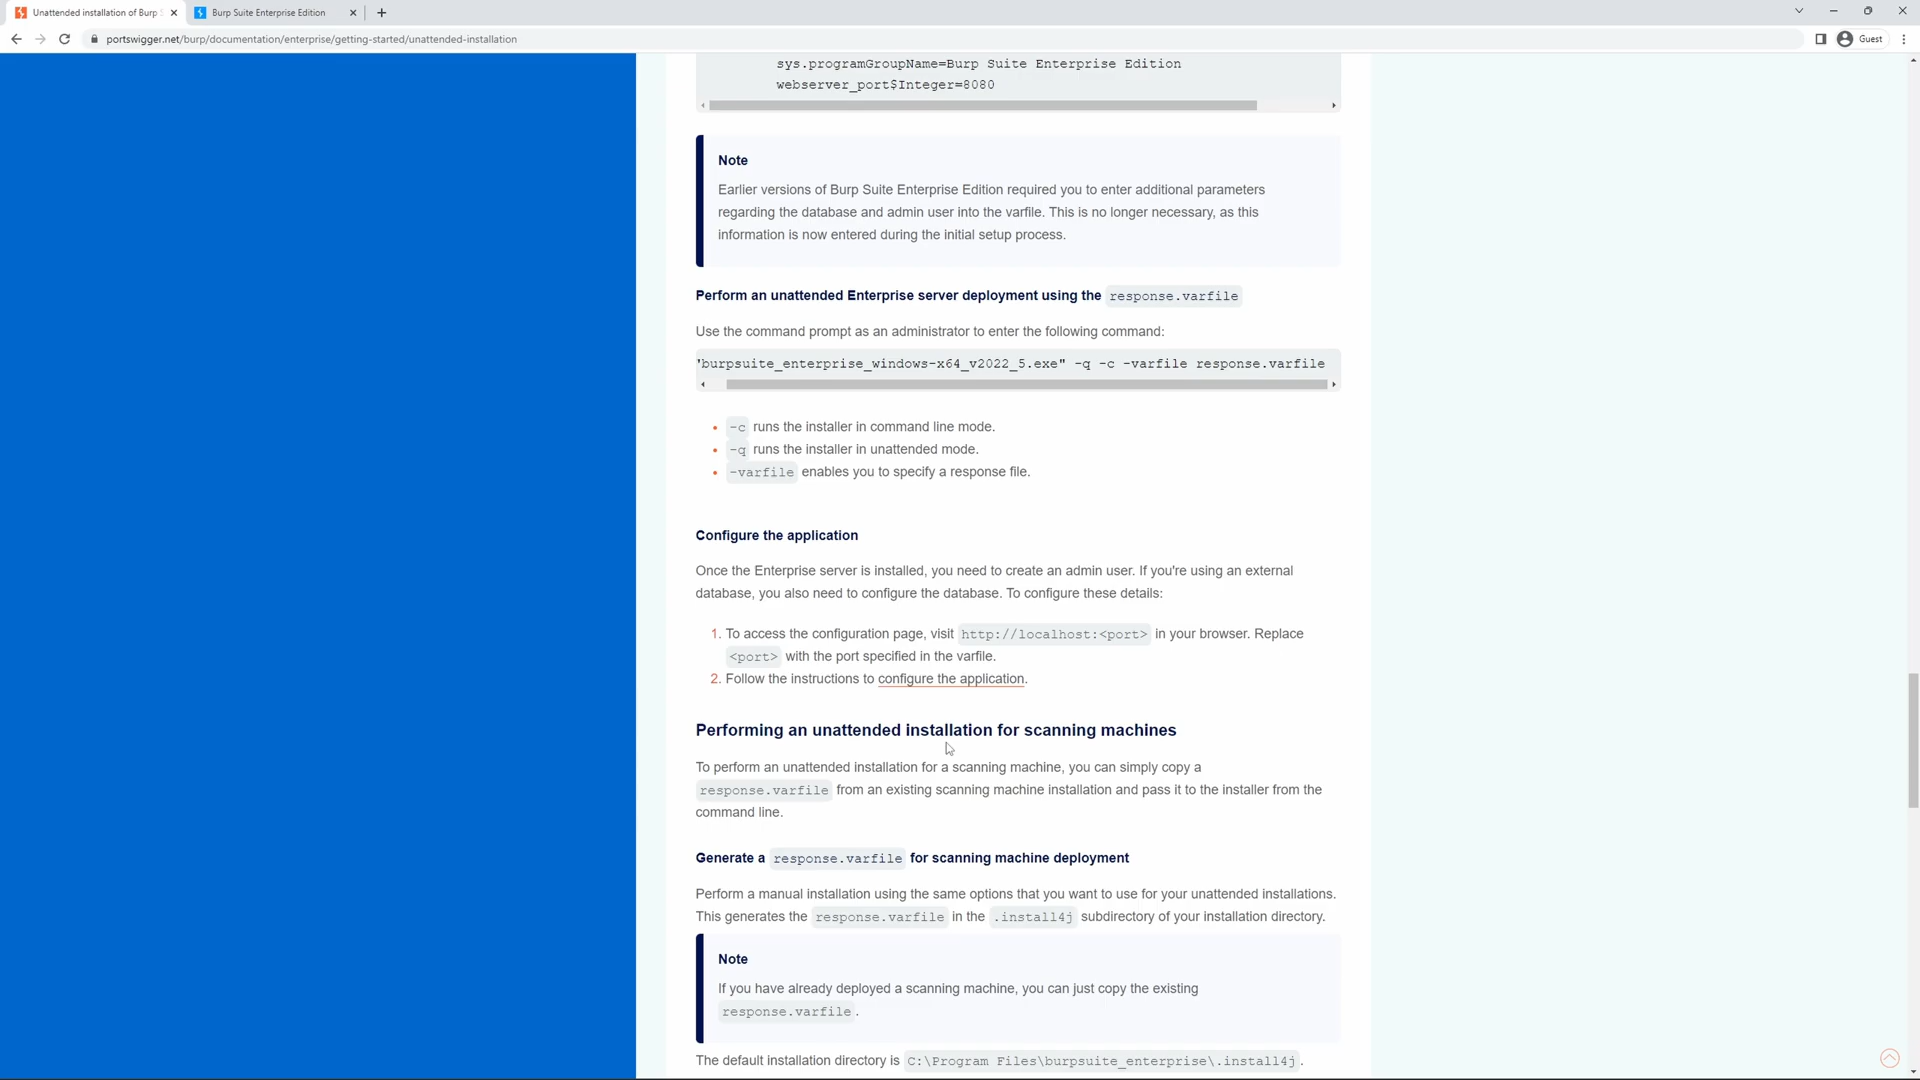 Unattended installation of Burp S
Burp Suite Enterprise Edition
portswigger.net/burp/documentation/enterprise/getting-started/unattended-installation
Guest
sys.programGroupName=Burp Suite Enterprise Edition
webserver_port$Integer=8080
Note
Earlier versions of Burp Suite Enterprise Edition required you to enter additional parameters
regarding the database and admin user into the varfile. This is no longer necessary, as this
information is now entered during the initial setup process.
Perform an unattended Enterprise server deployment using the response.varfile
Use the command prompt as an administrator to enter the following command:
"burpsuite_enterprise_windows-x64_v2022_5.exe" -q -c -varfile response.varfile
-c runs the installer in command line mode.
-q runs the installer in unattended mode.
-varfile enables you to specify a response file.
Configure the application
Once the Enterprise server is installed, you need to create an admin user. If you're using an external
database, you also need to configure the database. To configure these details:
1. To access the configuration page, visit http://localhost:<port> in your browser. Replace
<port> with the port specified in the varfile.
2. Follow the instructions to configure the application.
Performing an unattended installation for scanning machines
To perform an unattended installation for a scanning machine, you can simply copy a
response.varfile from an existing scanning machine installation and pass it to the installer from the
command line.
Generate a response.varfile for scanning machine deployment
Perform a manual installation using the same options that you want to use for your unattended installations.
This generates the response.varfile in the .install4j subdirectory of your installation directory.
Note
If you have already deployed a scanning machine, you can just copy the existing
response.varfile.
The default installation directory is C:\Program Files\burpsuite_enterprise\.install4j.